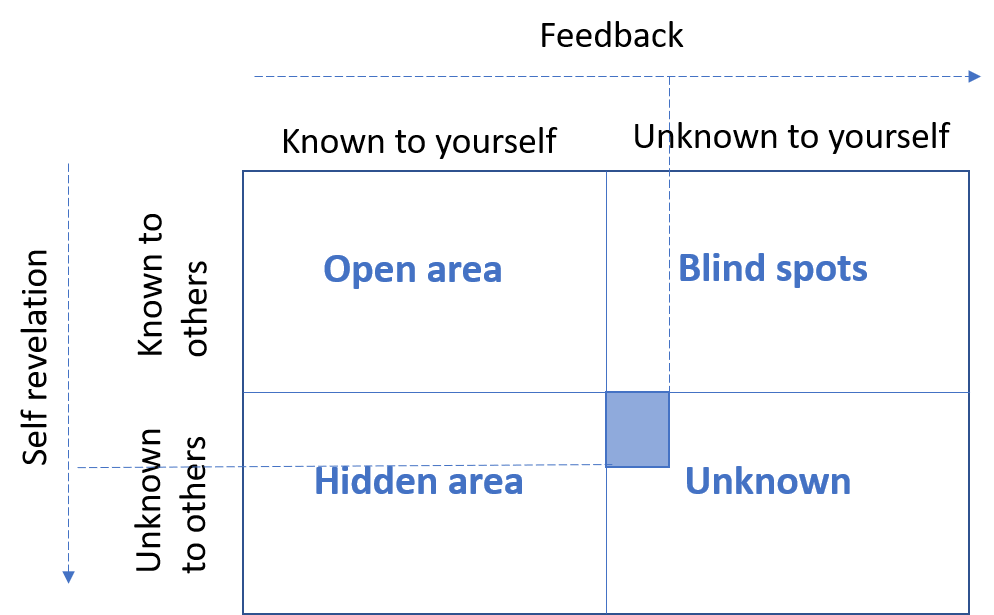 Feedback
Known to yourself
Unknown to yourself
Self revelation
Known to
others
Open area
Blind spots
Unknown
to others
Hidden area
Unknown